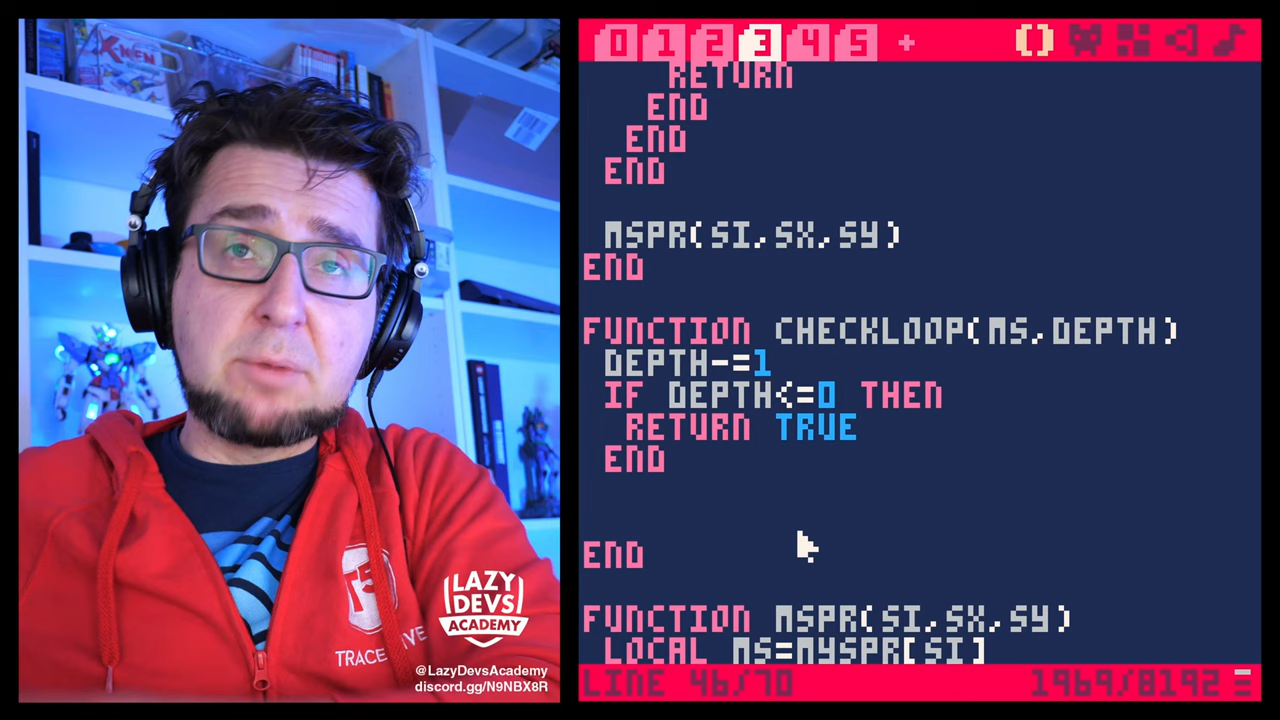 X-MEN
TRACE
LAZY
DEVS
ACADEMY
@LazyDevsAcademy
discord.gg/N9NBX8R
0 1 2 3 4 5 +
RETURN
END
END
END
MSPR(SI,SX,SY)
END
FUNCTION CHECKLOOP(MS,DEPTH)
DEPTH-=1
IF DEPTH<=0 THEN
RETURN TRUE
END
END
FUNCTION MSPR(SI,SX,SY)
LOCAL MS=MYSPR[SI]
LINE 46/70 1969/8192